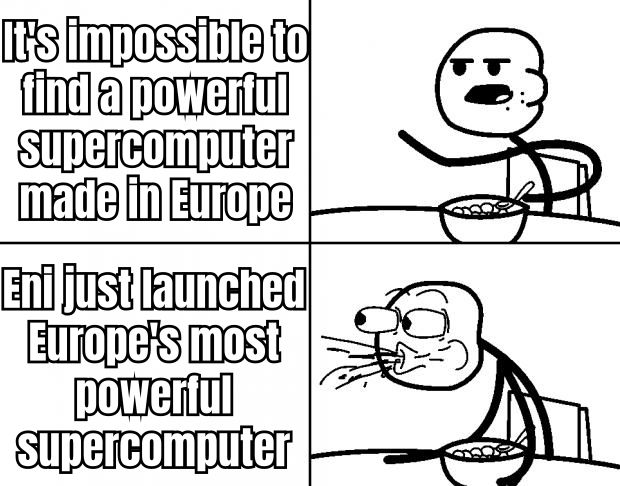 It's impossible to
find a powerful
supercomputer
made in Europe
Eni just launched
Europe's most
powerful
supercomputer